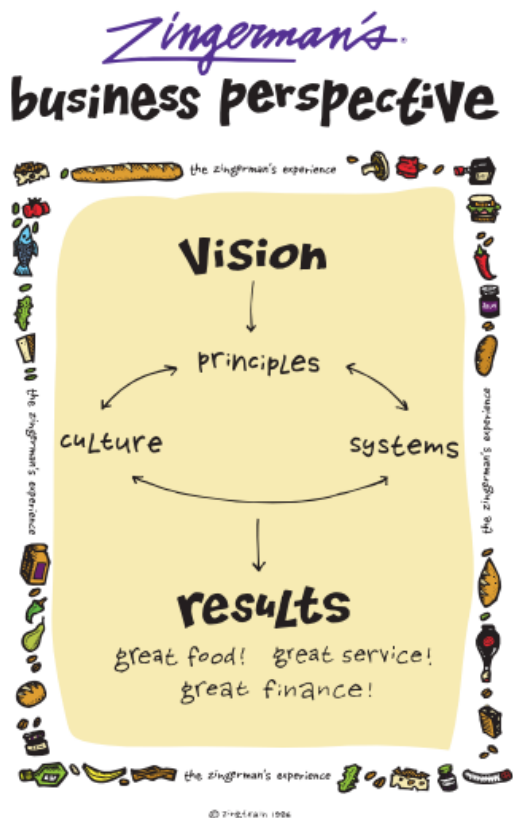 Zingerman's
business perspective
the zingerman's experience
Vision
principles
culture
systems
the zingerman's experience
the zingerman's experience
results
great food! great service!
great finance!
the zingerman's experience
© zingtrain